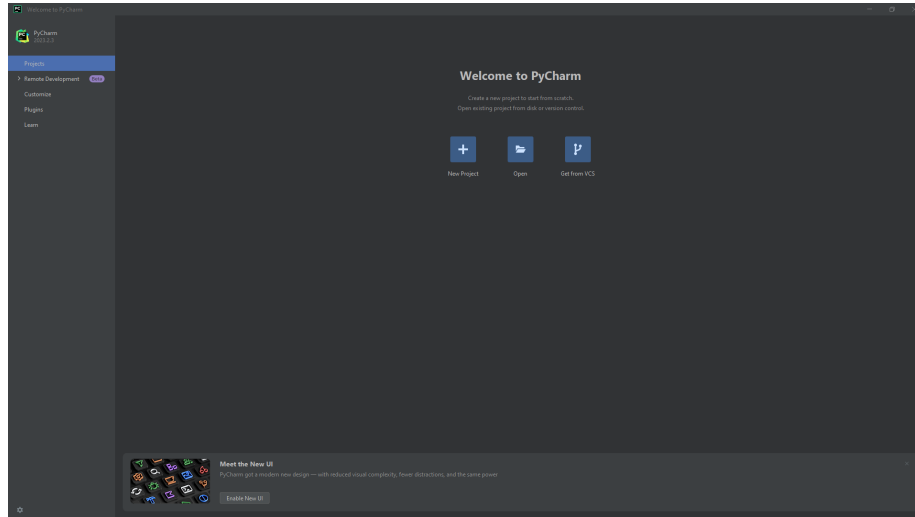 Welcome to PyCharm
PyCharm
2023.2.3
Projects
Remote Development Beta
Customize
Plugins
Learn
Welcome to PyCharm
Create a new project to start from scratch.
Open existing project from disk or version control.
New Project
Open
Get from VCS
Meet the New UI
PyCharm got a modern new design — with reduced visual complexity, fewer distractions, and the same power
Enable New UI